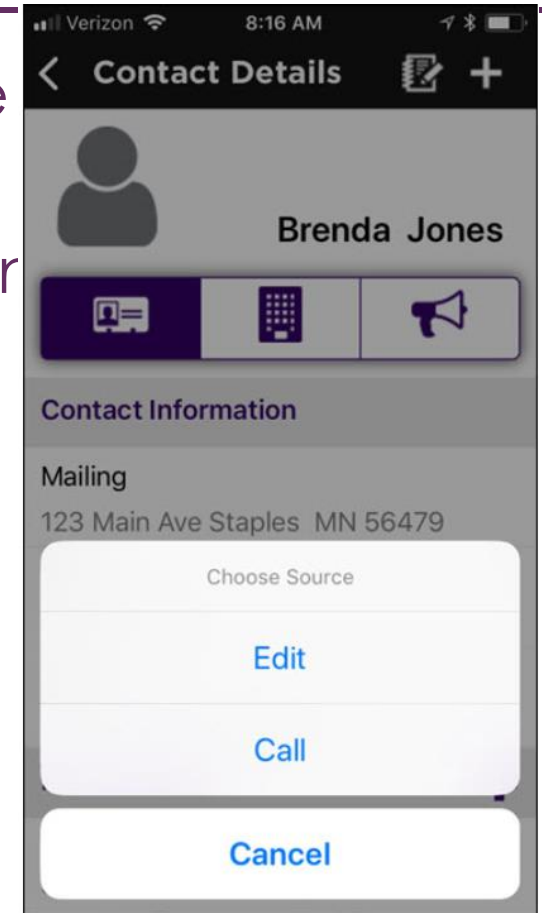 Verizon 8:16 AM
Contact Details
Brenda Jones
Contact Information
Mailing
123 Main Ave Staples MN 56479
Choose Source
Edit
Call
Cancel